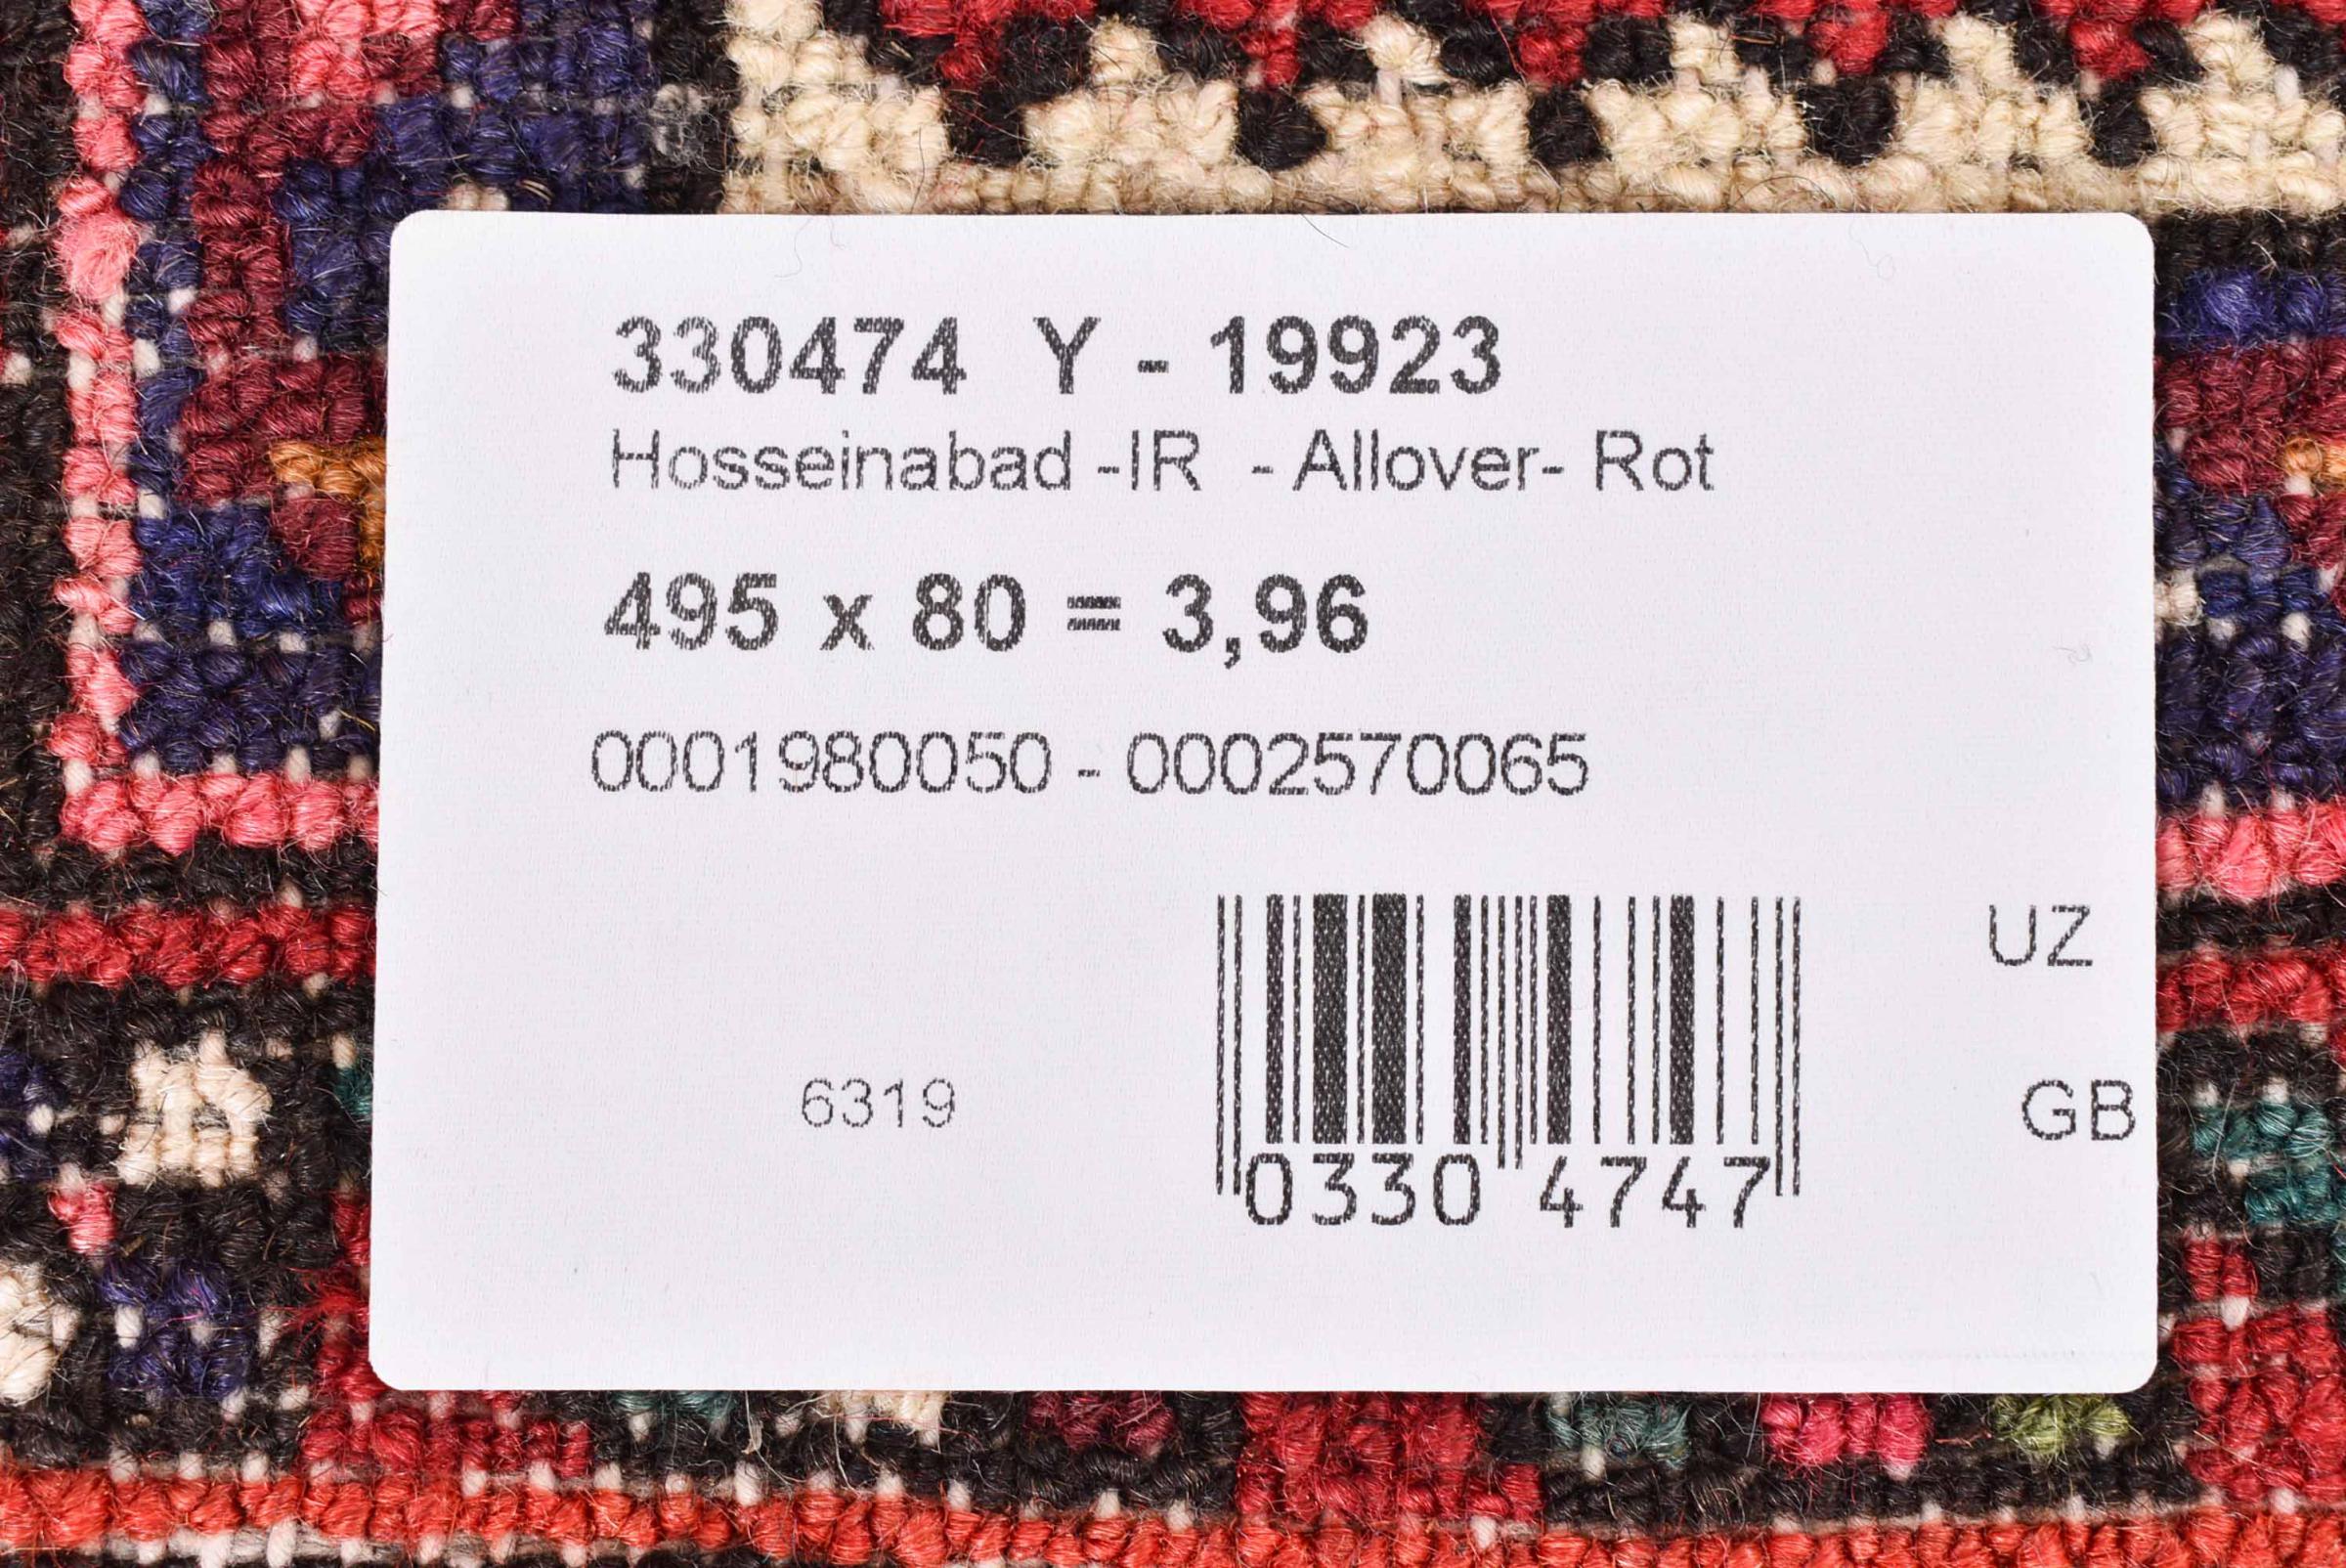 330474 Y - 19923
Hosseinabad -IR - Allover- Rot
495 x 80 = 3,96
0001980050 - 0002570065
UZ
6319
GB
0330 4747